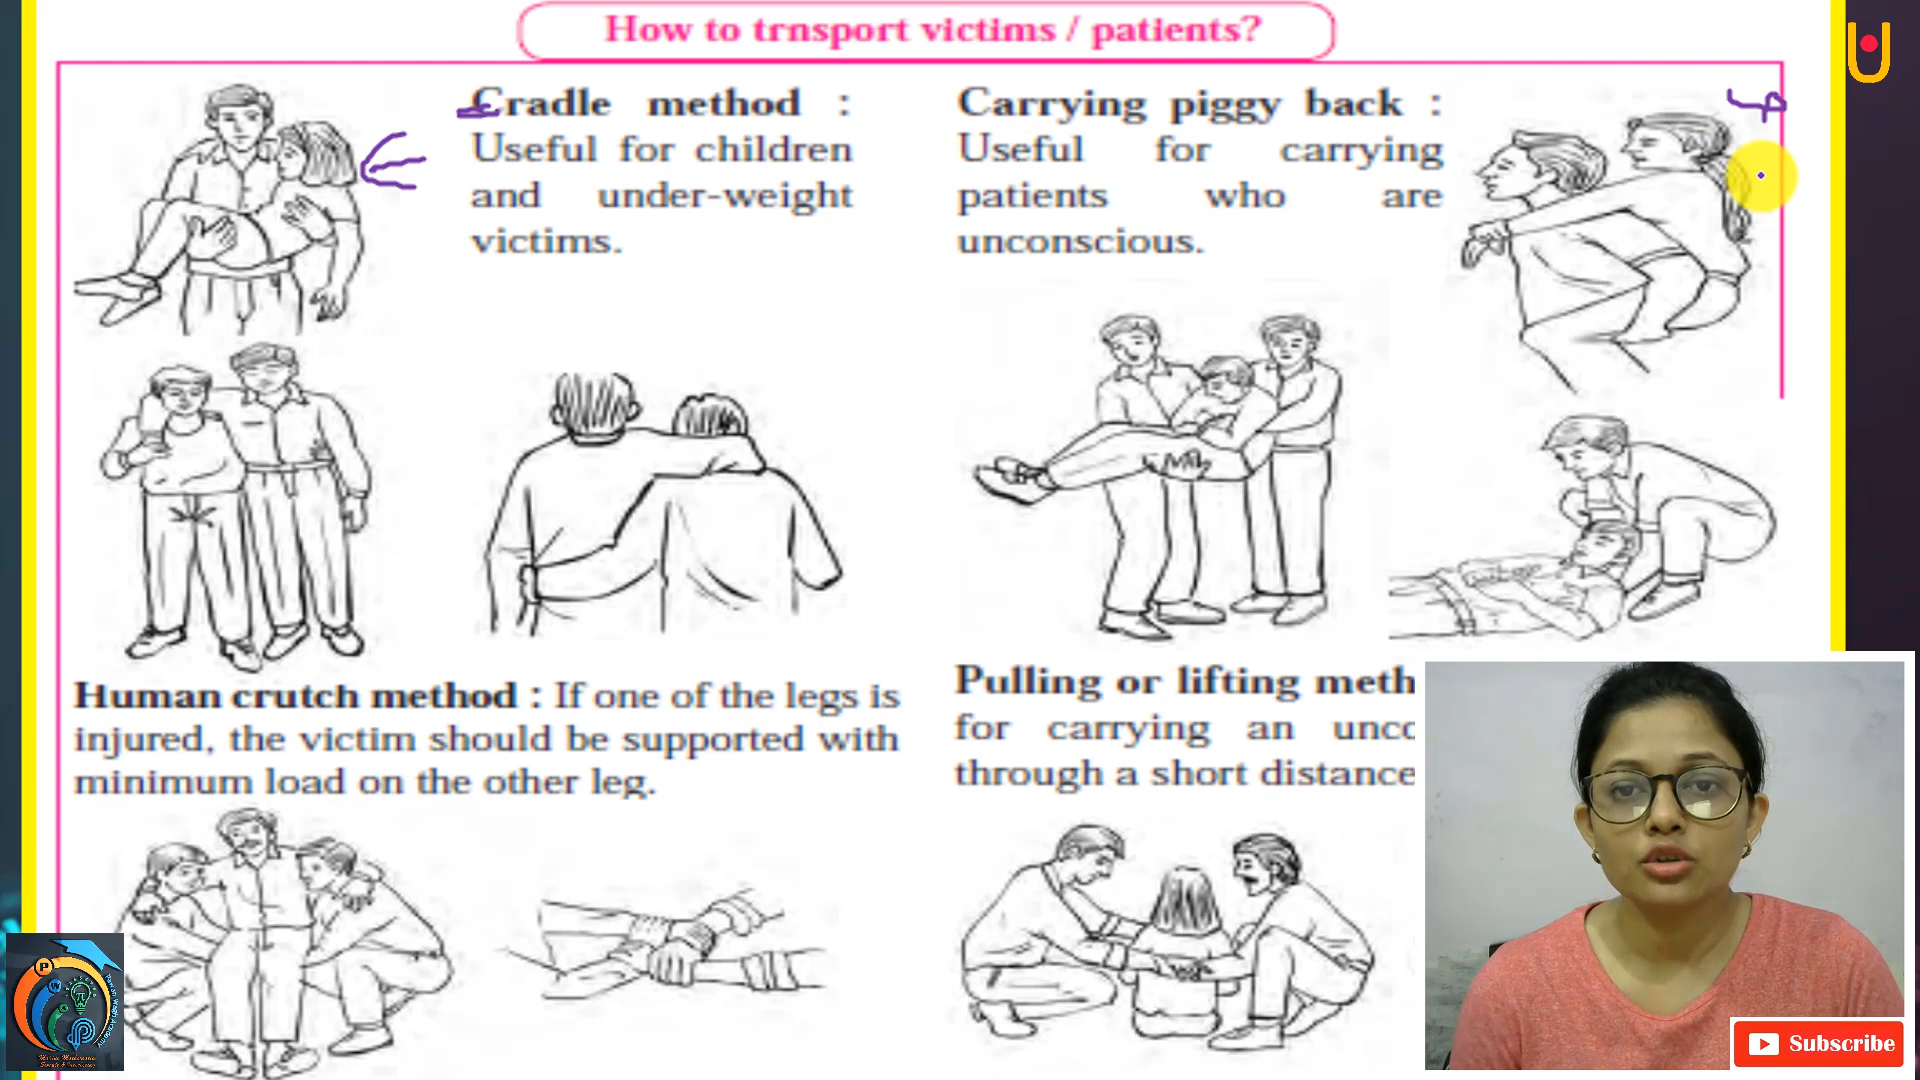 How to trnsport victims / patients?
Cradle method :
Useful for children
and under-weight
victims.
Carrying piggy back :
Useful for carrying
patients who are
unconscious.
Human crutch method : If one of the legs is
injured, the victim should be supported with
minimum load on the other leg.
Pulling or lifting meth
for carrying an unco
through a short distance
Subscribe